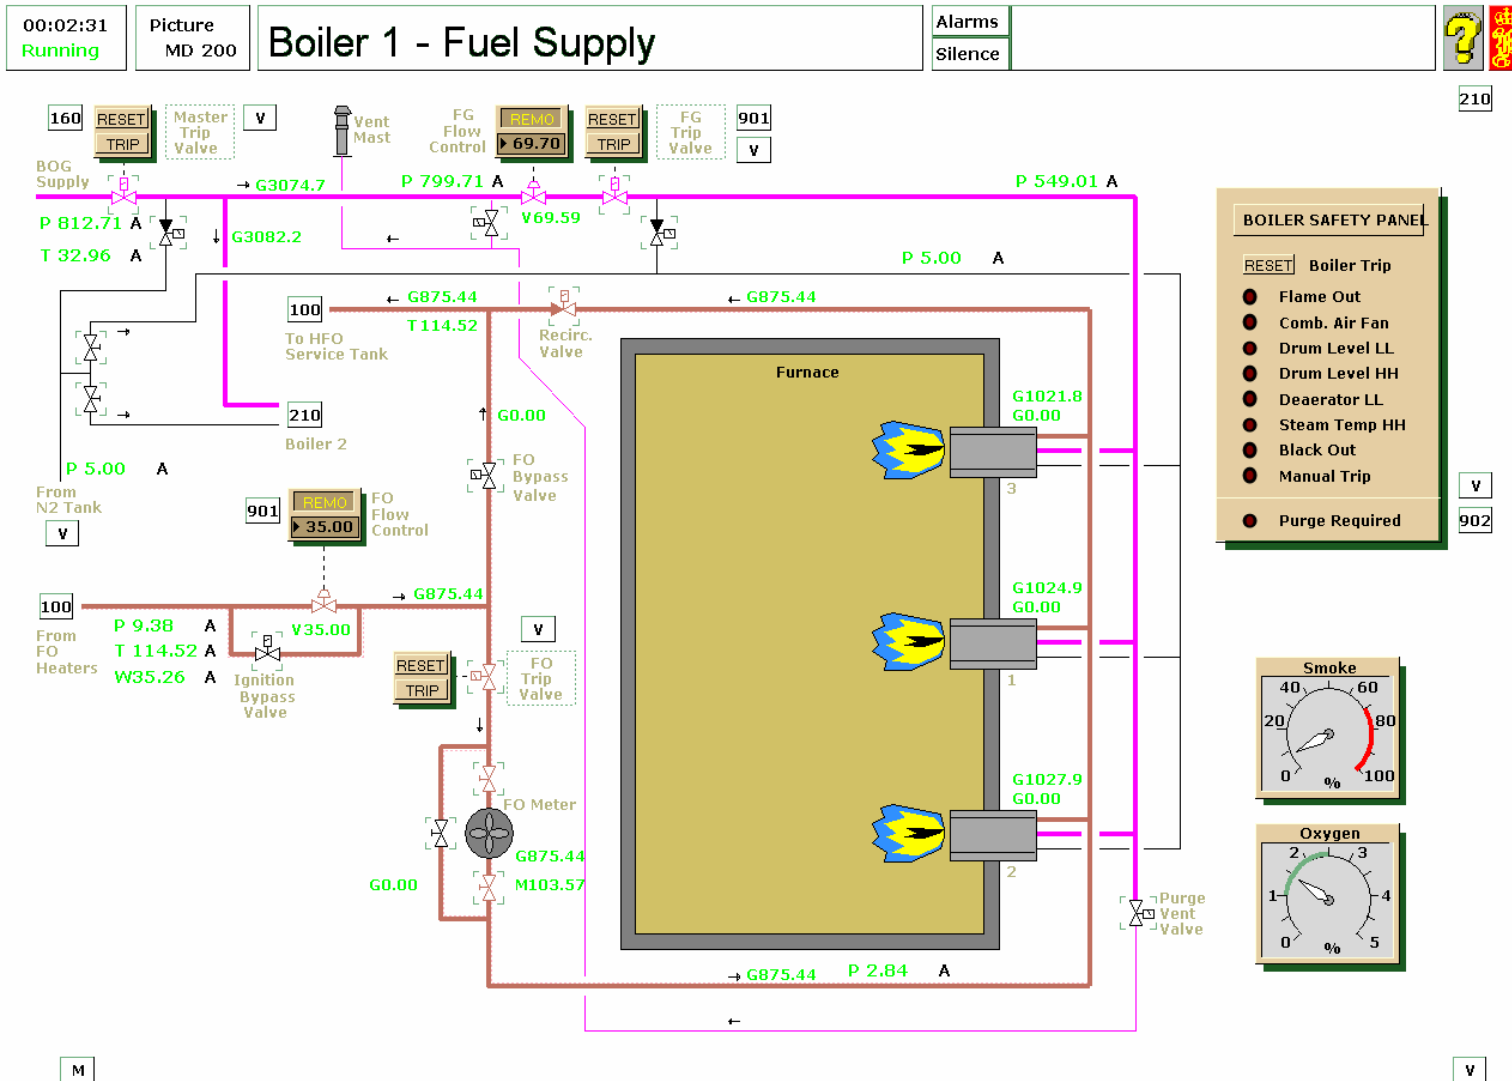 00:02:31
Running
Picture
MD 200
Boiler 1 - Fuel Supply
Alarms
Silence
210
160
RESET
TRIP
Master
Trip
Valve
V
Vent
Mast
FG
Flow
Control
REMO
69.70
RESET
TRIP
FG
Trip
Valve
901
V
BOG
Supply
G3074.7
P 799.71 A
P 549.01 A
P 812.71 A
V69.59
G3082.2
T 32.96 A
P 5.00 A
100
G875.44
G875.44
T114.52
To HFO
Service Tank
Recirc.
Valve
210
Boiler 2
G0.00
P 5.00 A
From
N2 Tank
V
FO
Bypass
Valve
901
REMO
35.00
FO
Flow
Control
100
G875.44
From
FO
Heaters
P 9.38 A
T 114.52 A
W35.26 A
V35.00
Ignition
Bypass
Valve
V
RESET
TRIP
FO
Trip
Valve
FO Meter
G875.44
G0.00
M103.57
Furnace
G1021.8
G0.00
3
G1024.9
G0.00
1
G1027.9
G0.00
2
G875.44
P 2.84 A
Purge
Vent
Valve
BOILER SAFETY PANEL
RESET Boiler Trip
Flame Out
Comb. Air Fan
Drum Level LL
Drum Level HH
Deaerator LL
Steam Temp HH
Black Out
Manual Trip
Purge Required
V
902
Smoke
40 60
20 80
0 % 100
Oxygen
2 3
1 4
0 % 5
M
V